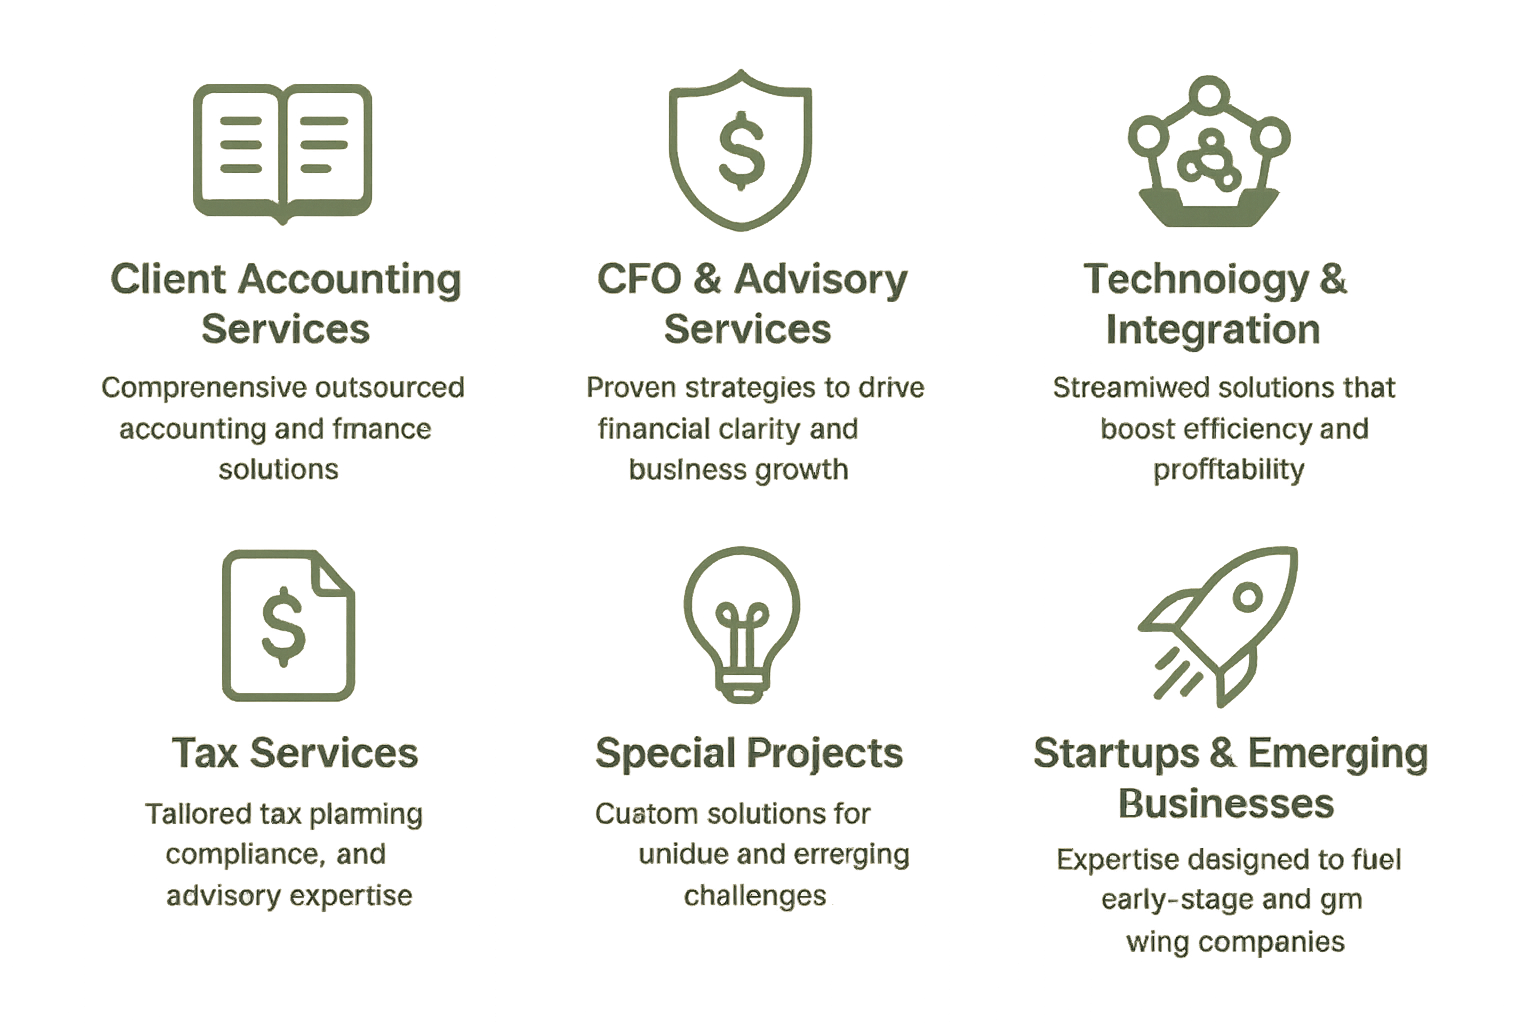 Client Accounting
Services
Comprenensive outsourced
accounting and fmance
solutions
CFO & Advisory
Services
Proven strategies to drive
financial clarity and
buslness growth
Technoiogy &
Integration
Streamiwed solutions that
boost efficiency and
profftability
Tax Services
Tallored tax plarming
compliance, and
advisory expertise
Special Projects
Cuatom solutions for
unidue and errerging
challenges
Startups & Emerging
Businesses
Expertise dasigned to fuel
early-stage and gm
wing companies